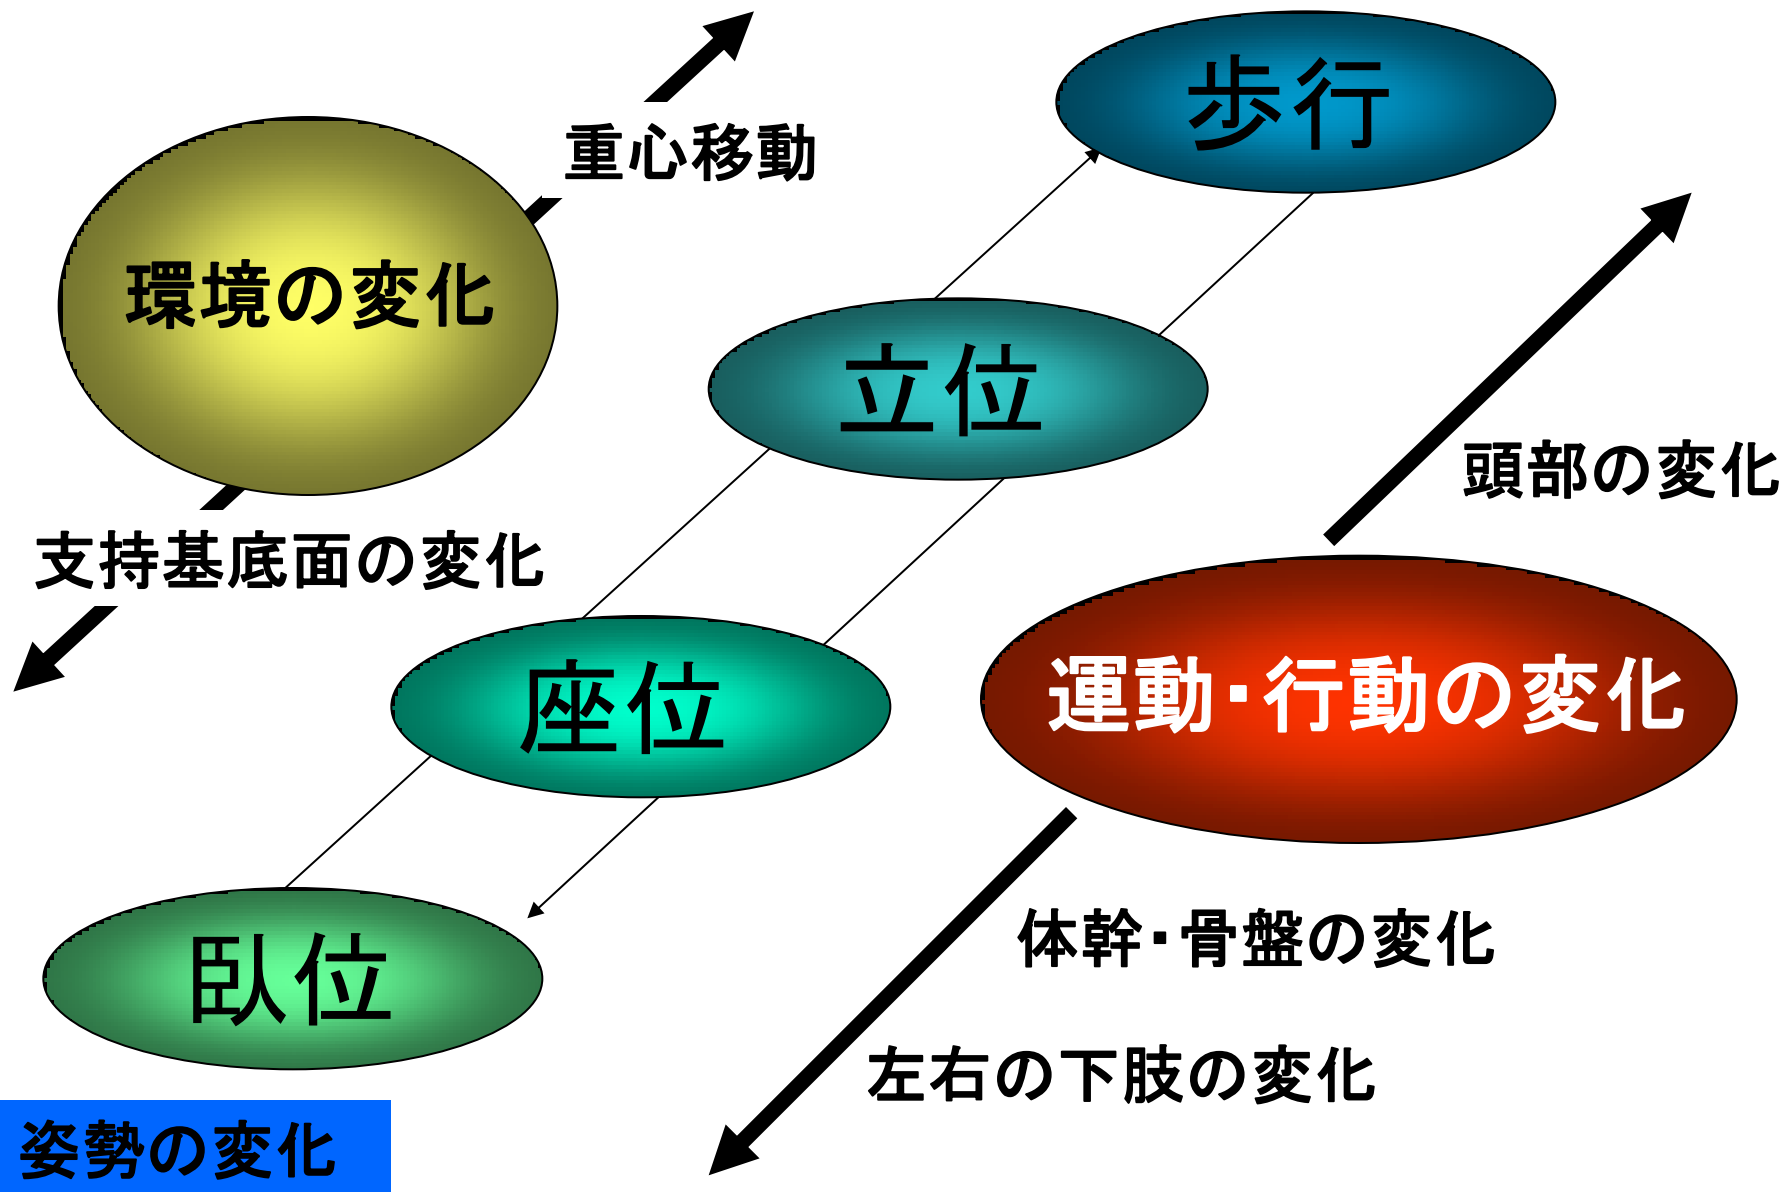 歩行
重心移動
環境の変化
立位
頭部の変化
支持基底面の変化
座位
運動・行動の変化
体幹・骨盤の変化
臥位
左右の下肢の変化
姿勢の変化